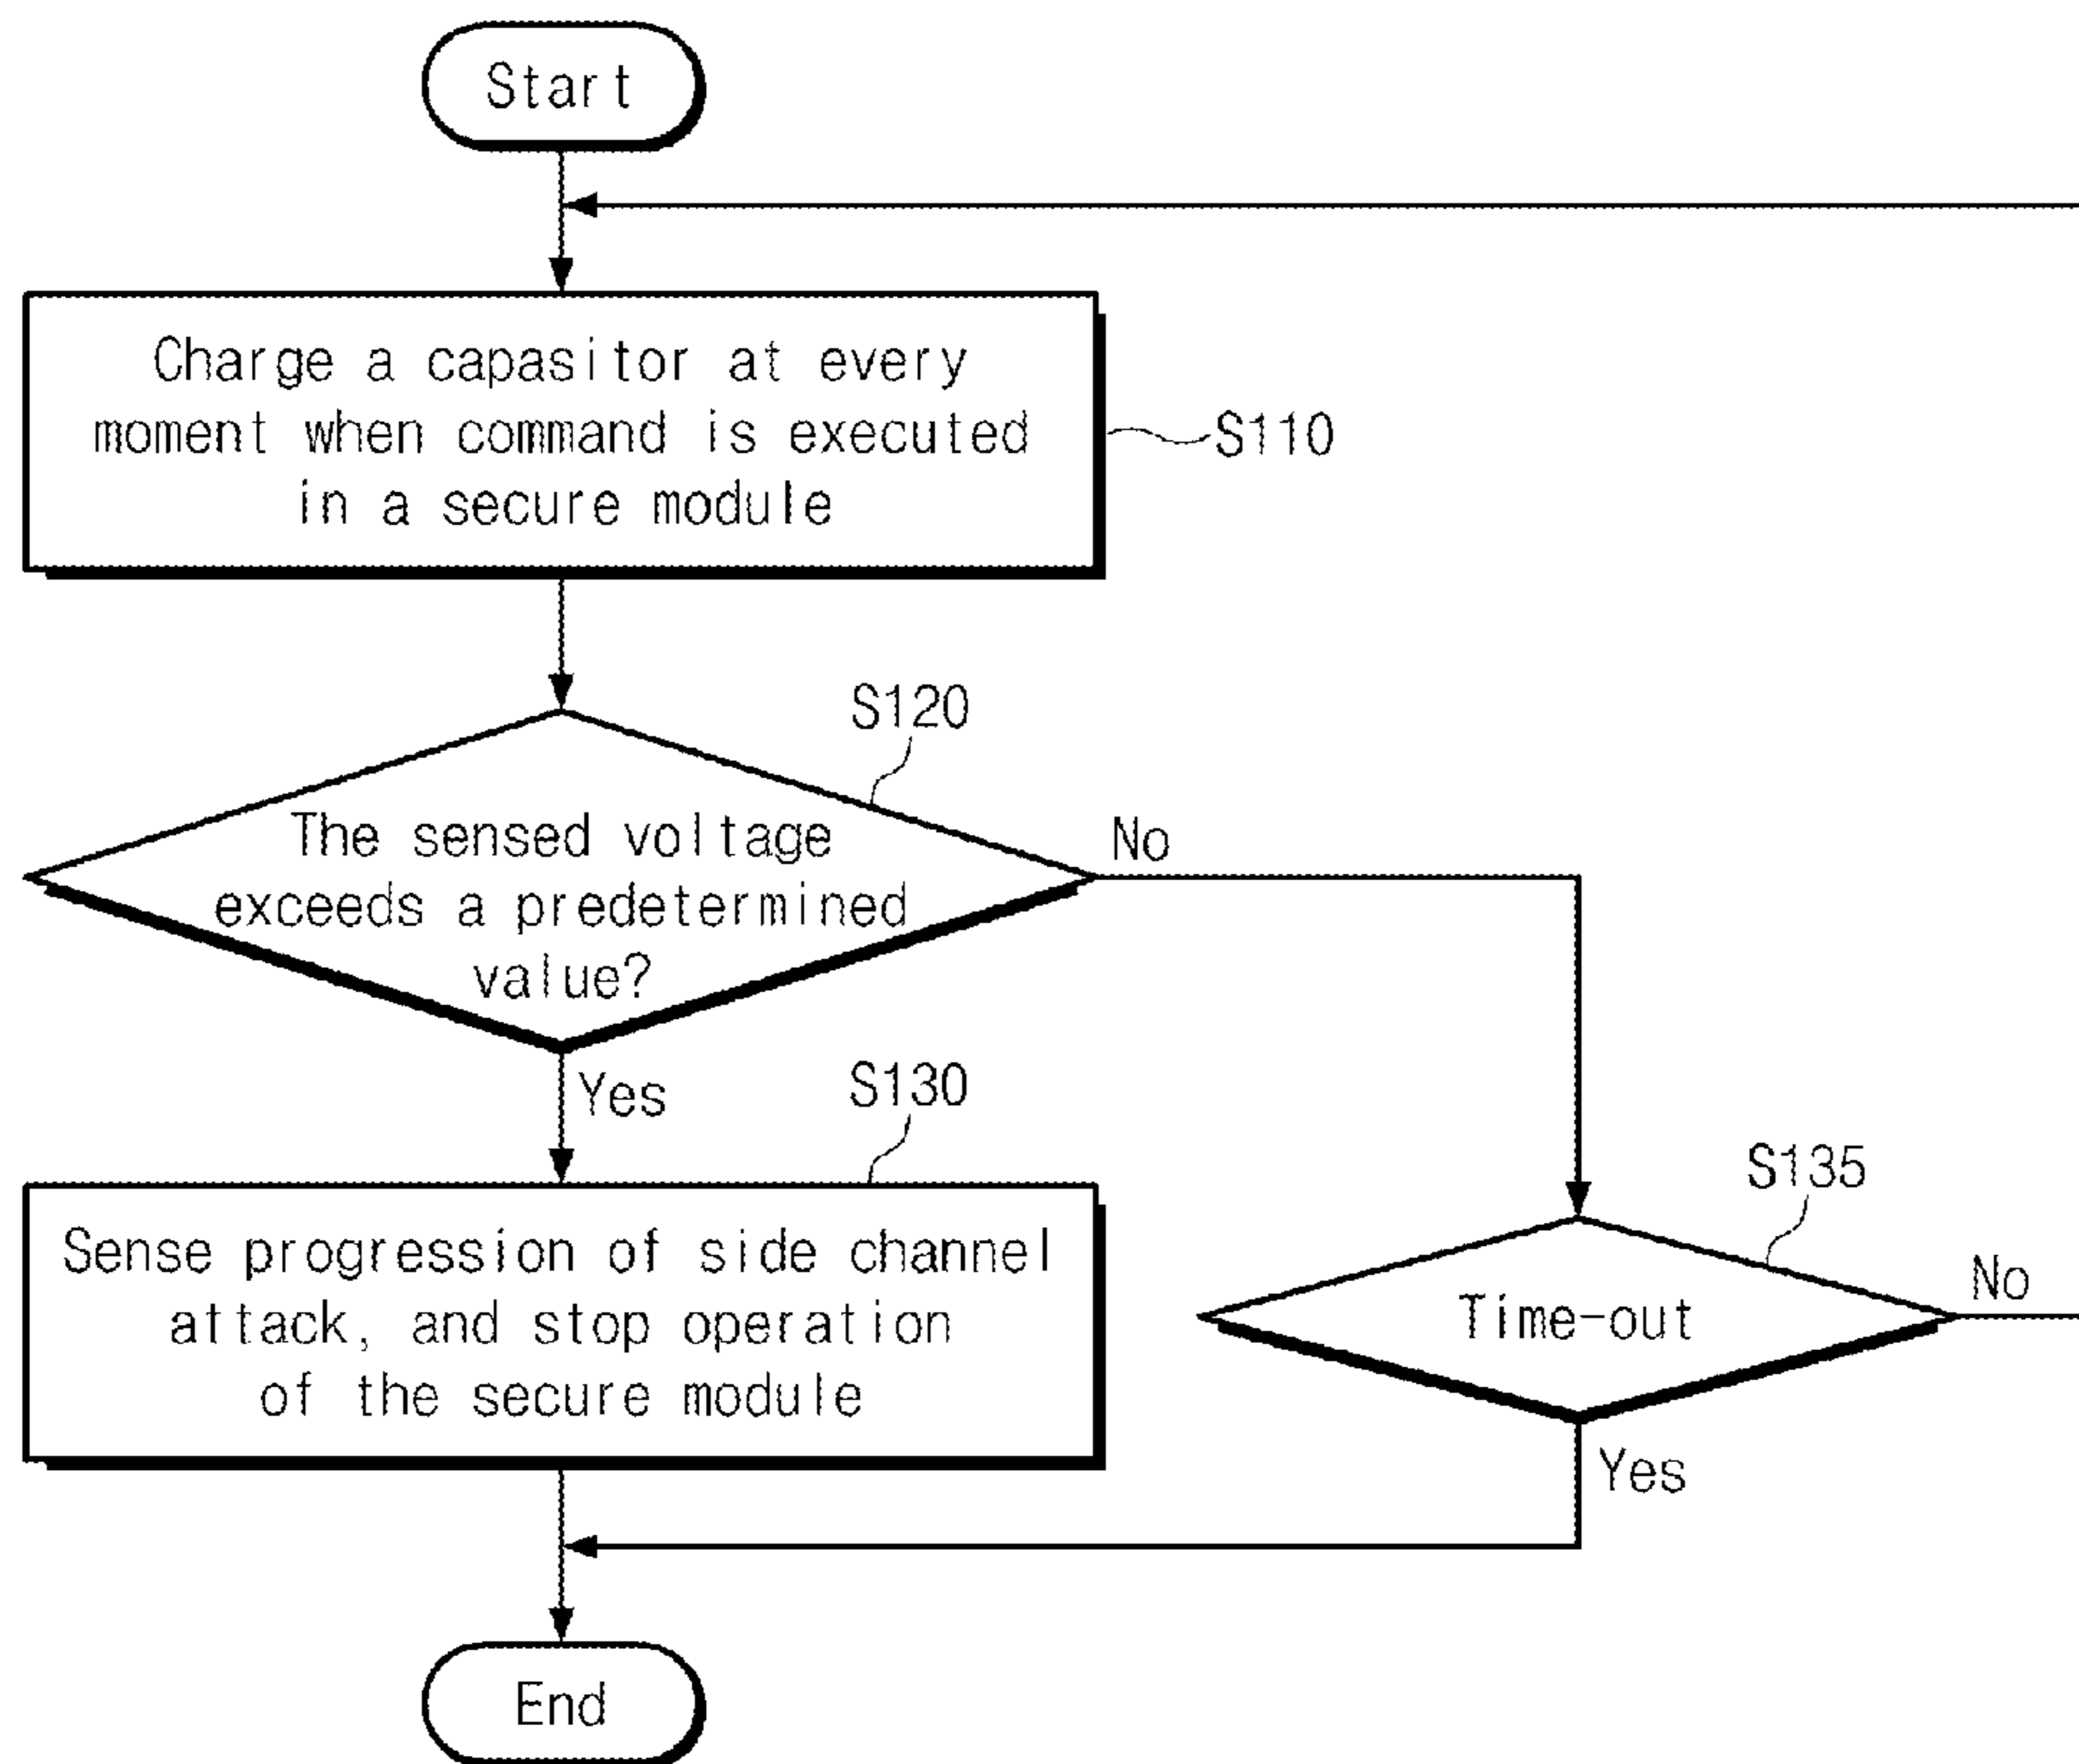 Start
Charge a capasitor at every
moment when command is executed
in a secure module
S110
S120
The sensed voltage
exceeds a predetermined
value?
No
Yes
S130
Sense progression of side channel
attack, and stop operation
of the secure module
S135
Time-out
No
Yes
End